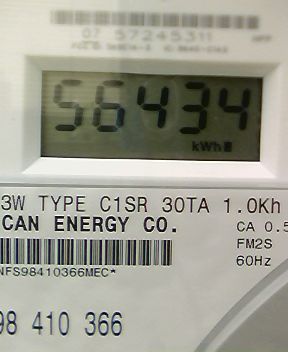 07 57245311
56434
kWh
3W TYPE C1SR 30TA 1.0Kh
CAN ENERGY CO.
CA 0.5
FM2S
NFS98410366MEC*
60Hz
98 410 366